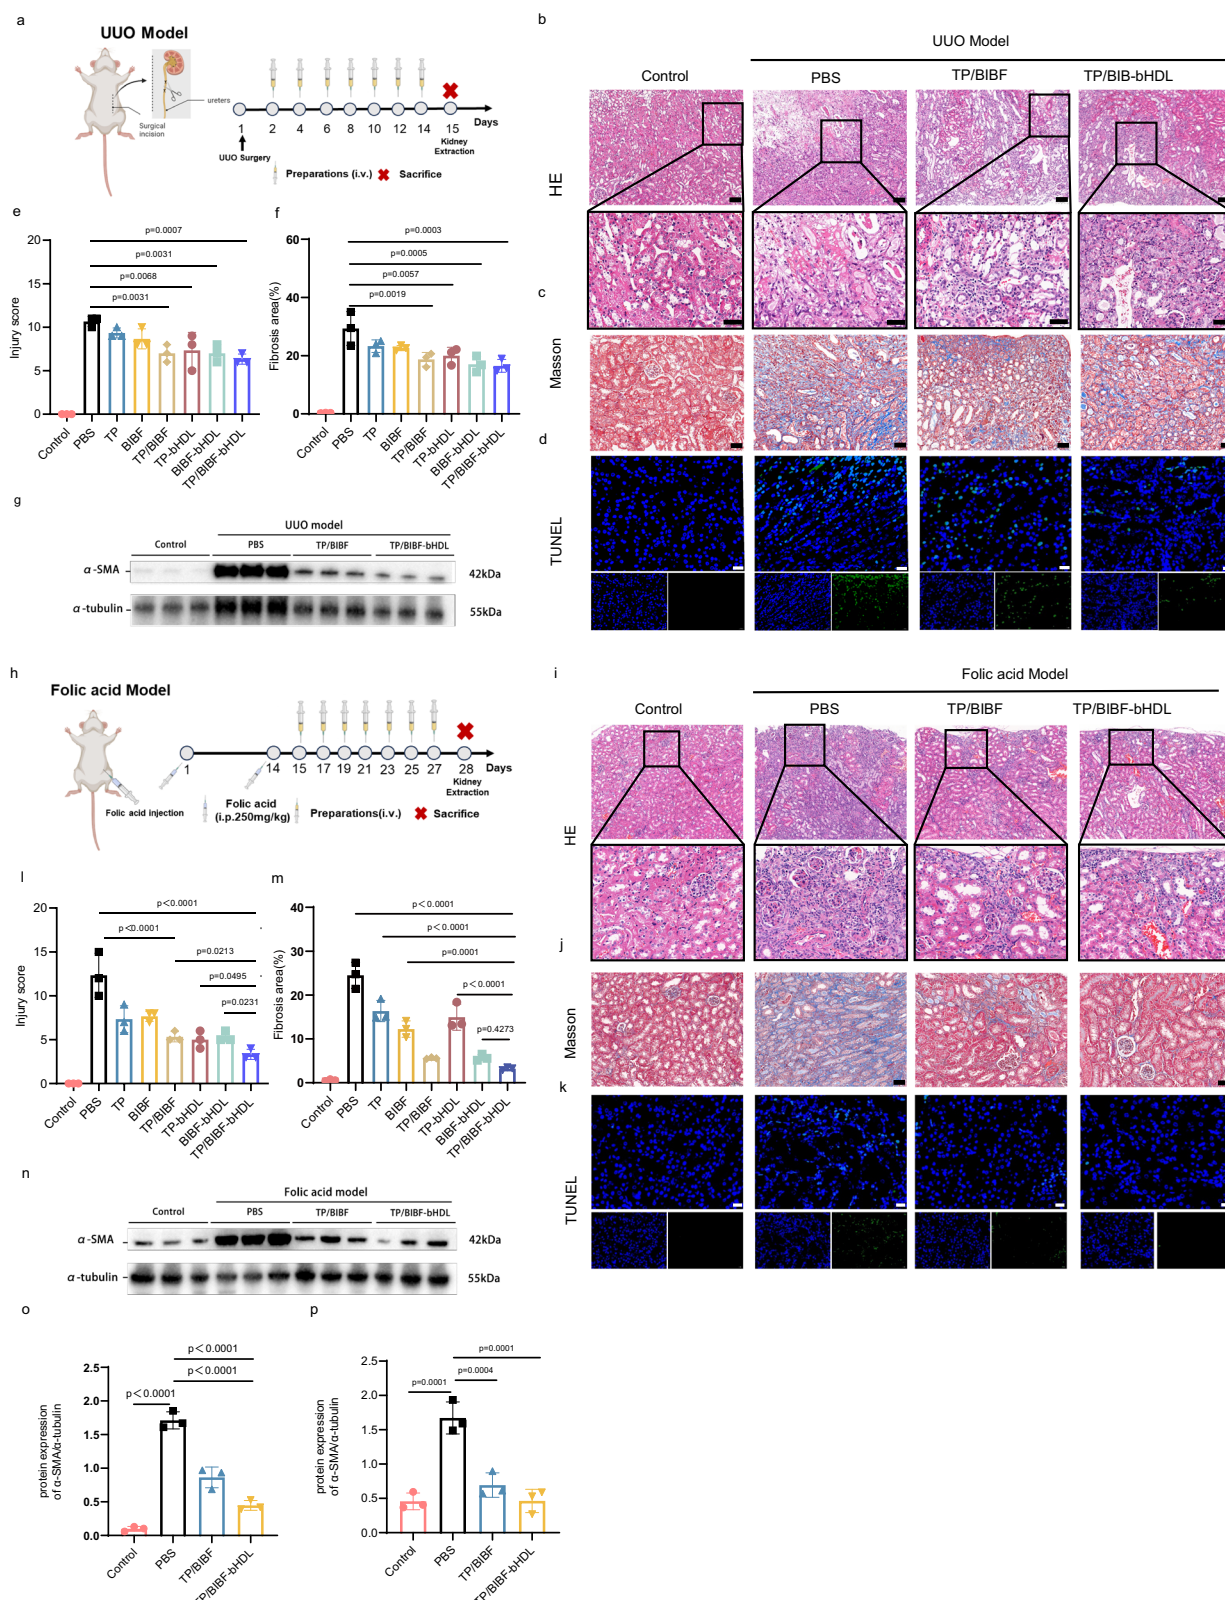 a
UUO Model
ureters
Surgical
incision
1 2 4 6 8 10 12 14 15 Days
UUO Surgery
Kidney
Extraction
Preparations (i.v.) Sacrifice
b
UUO Model
Control PBS TP/BIBF TP/BIB-bHDL
HE
c
Masson
d
TUNEL
e
Injury score
20
15
10
5
0
p=0.0007
p=0.0031
p=0.0068
p=0.0031
Control PBS TP BIBF TP/BIBF TP-bHDL BIBF-bHDL TP/BIBF-bHDL
f
Fibrosis area(%)
60
40
20
0
p=0.0003
p=0.0005
p=0.0057
p=0.0019
Control PBS TP BIBF TP/BIBF TP-bHDL BIBF-bHDL TP/BIBF-bHDL
g
UUO model
Control PBS TP/BIBF TP/BIBF-bHDL
α-SMA 42kDa
α-tubulin 55kDa
h
Folic acid Model
1 14 15 17 19 21 23 25 27 28 Days
Kidney
Extraction
Folic acid injection
Folic acid
(i.p.250mg/kg)
Preparations(i.v.)
Sacrifice
i
Folic acid Model
Control PBS TP/BIBF TP/BIBF-bHDL
HE
j
Masson
k
TUNEL
l
Injury score
20
15
10
5
0
p<0.0001
p<0.0001
p=0.0213
p=0.0495
p=0.0231
Control PBS TP BIBF TP/BIBF TP-bHDL BIBF-bHDL TP/BIBF-bHDL
m
Fibrosis area(%)
40
30
20
10
0
p<0.0001
p<0.0001
p=0.0001
p<0.0001
p=0.4273
Control PBS TP BIBF TP/BIBF TP-bHDL BIBF-bHDL TP/BIBF-bHDL
n
Folic acid model
Control PBS TP/BIBF TP/BIBF-bHDL
α-SMA 42kDa
α-tubulin 55kDa
o
protein expression
of α-SMA/α-tubulin
2.5
2.0
1.5
1.0
0.5
0.0
p<0.0001
p<0.0001
p<0.0001
Control PBS TP/BIBF TP/BIBF-bHDL
p
protein expression
of α-SMA/α-tubulin
2.5
2.0
1.5
1.0
0.5
0.0
p=0.0001
p=0.0004
p=0.0001
Control PBS TP/BIBF TP/BIBF-bHDL